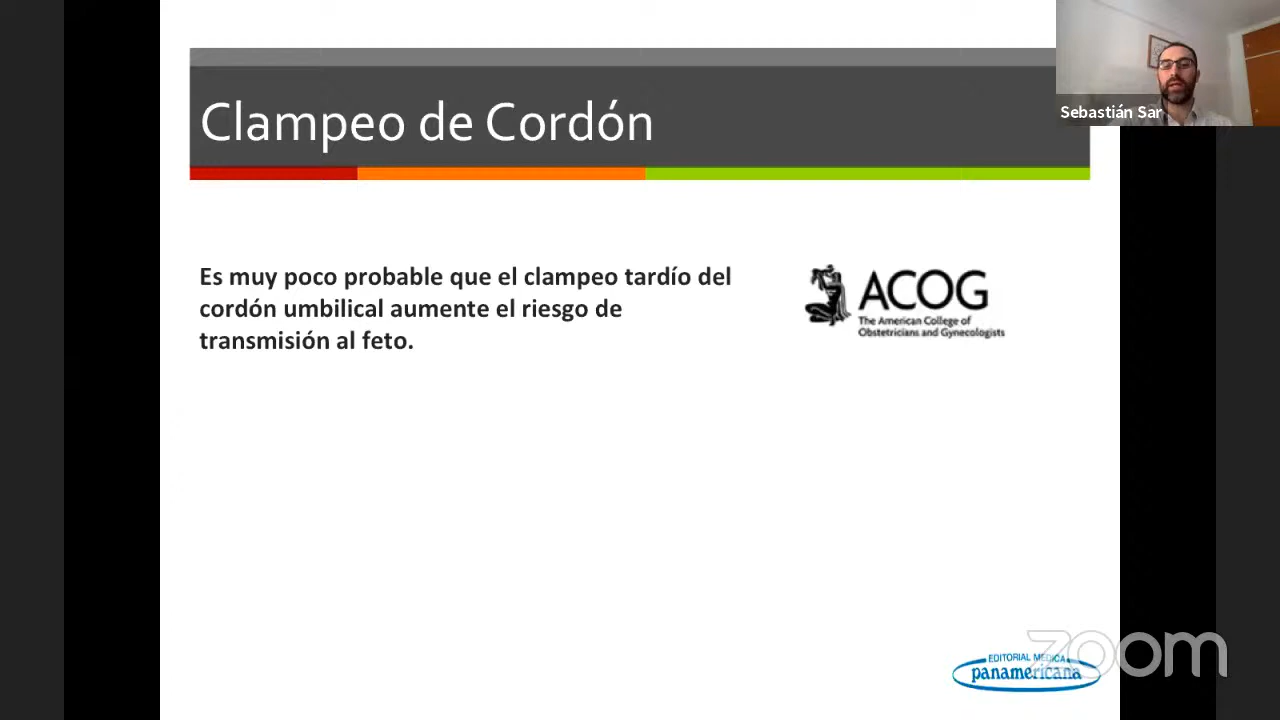 Clampeo de Cordón
Sebastián Sar
Es muy poco probable que el clampeo tardío del
cordón umbilical aumente el riesgo de
transmisión al feto.
ACOG
The American College of
Obstetricians and Gynecologists
EDITORIAL MEDICA
panamericana
zoom